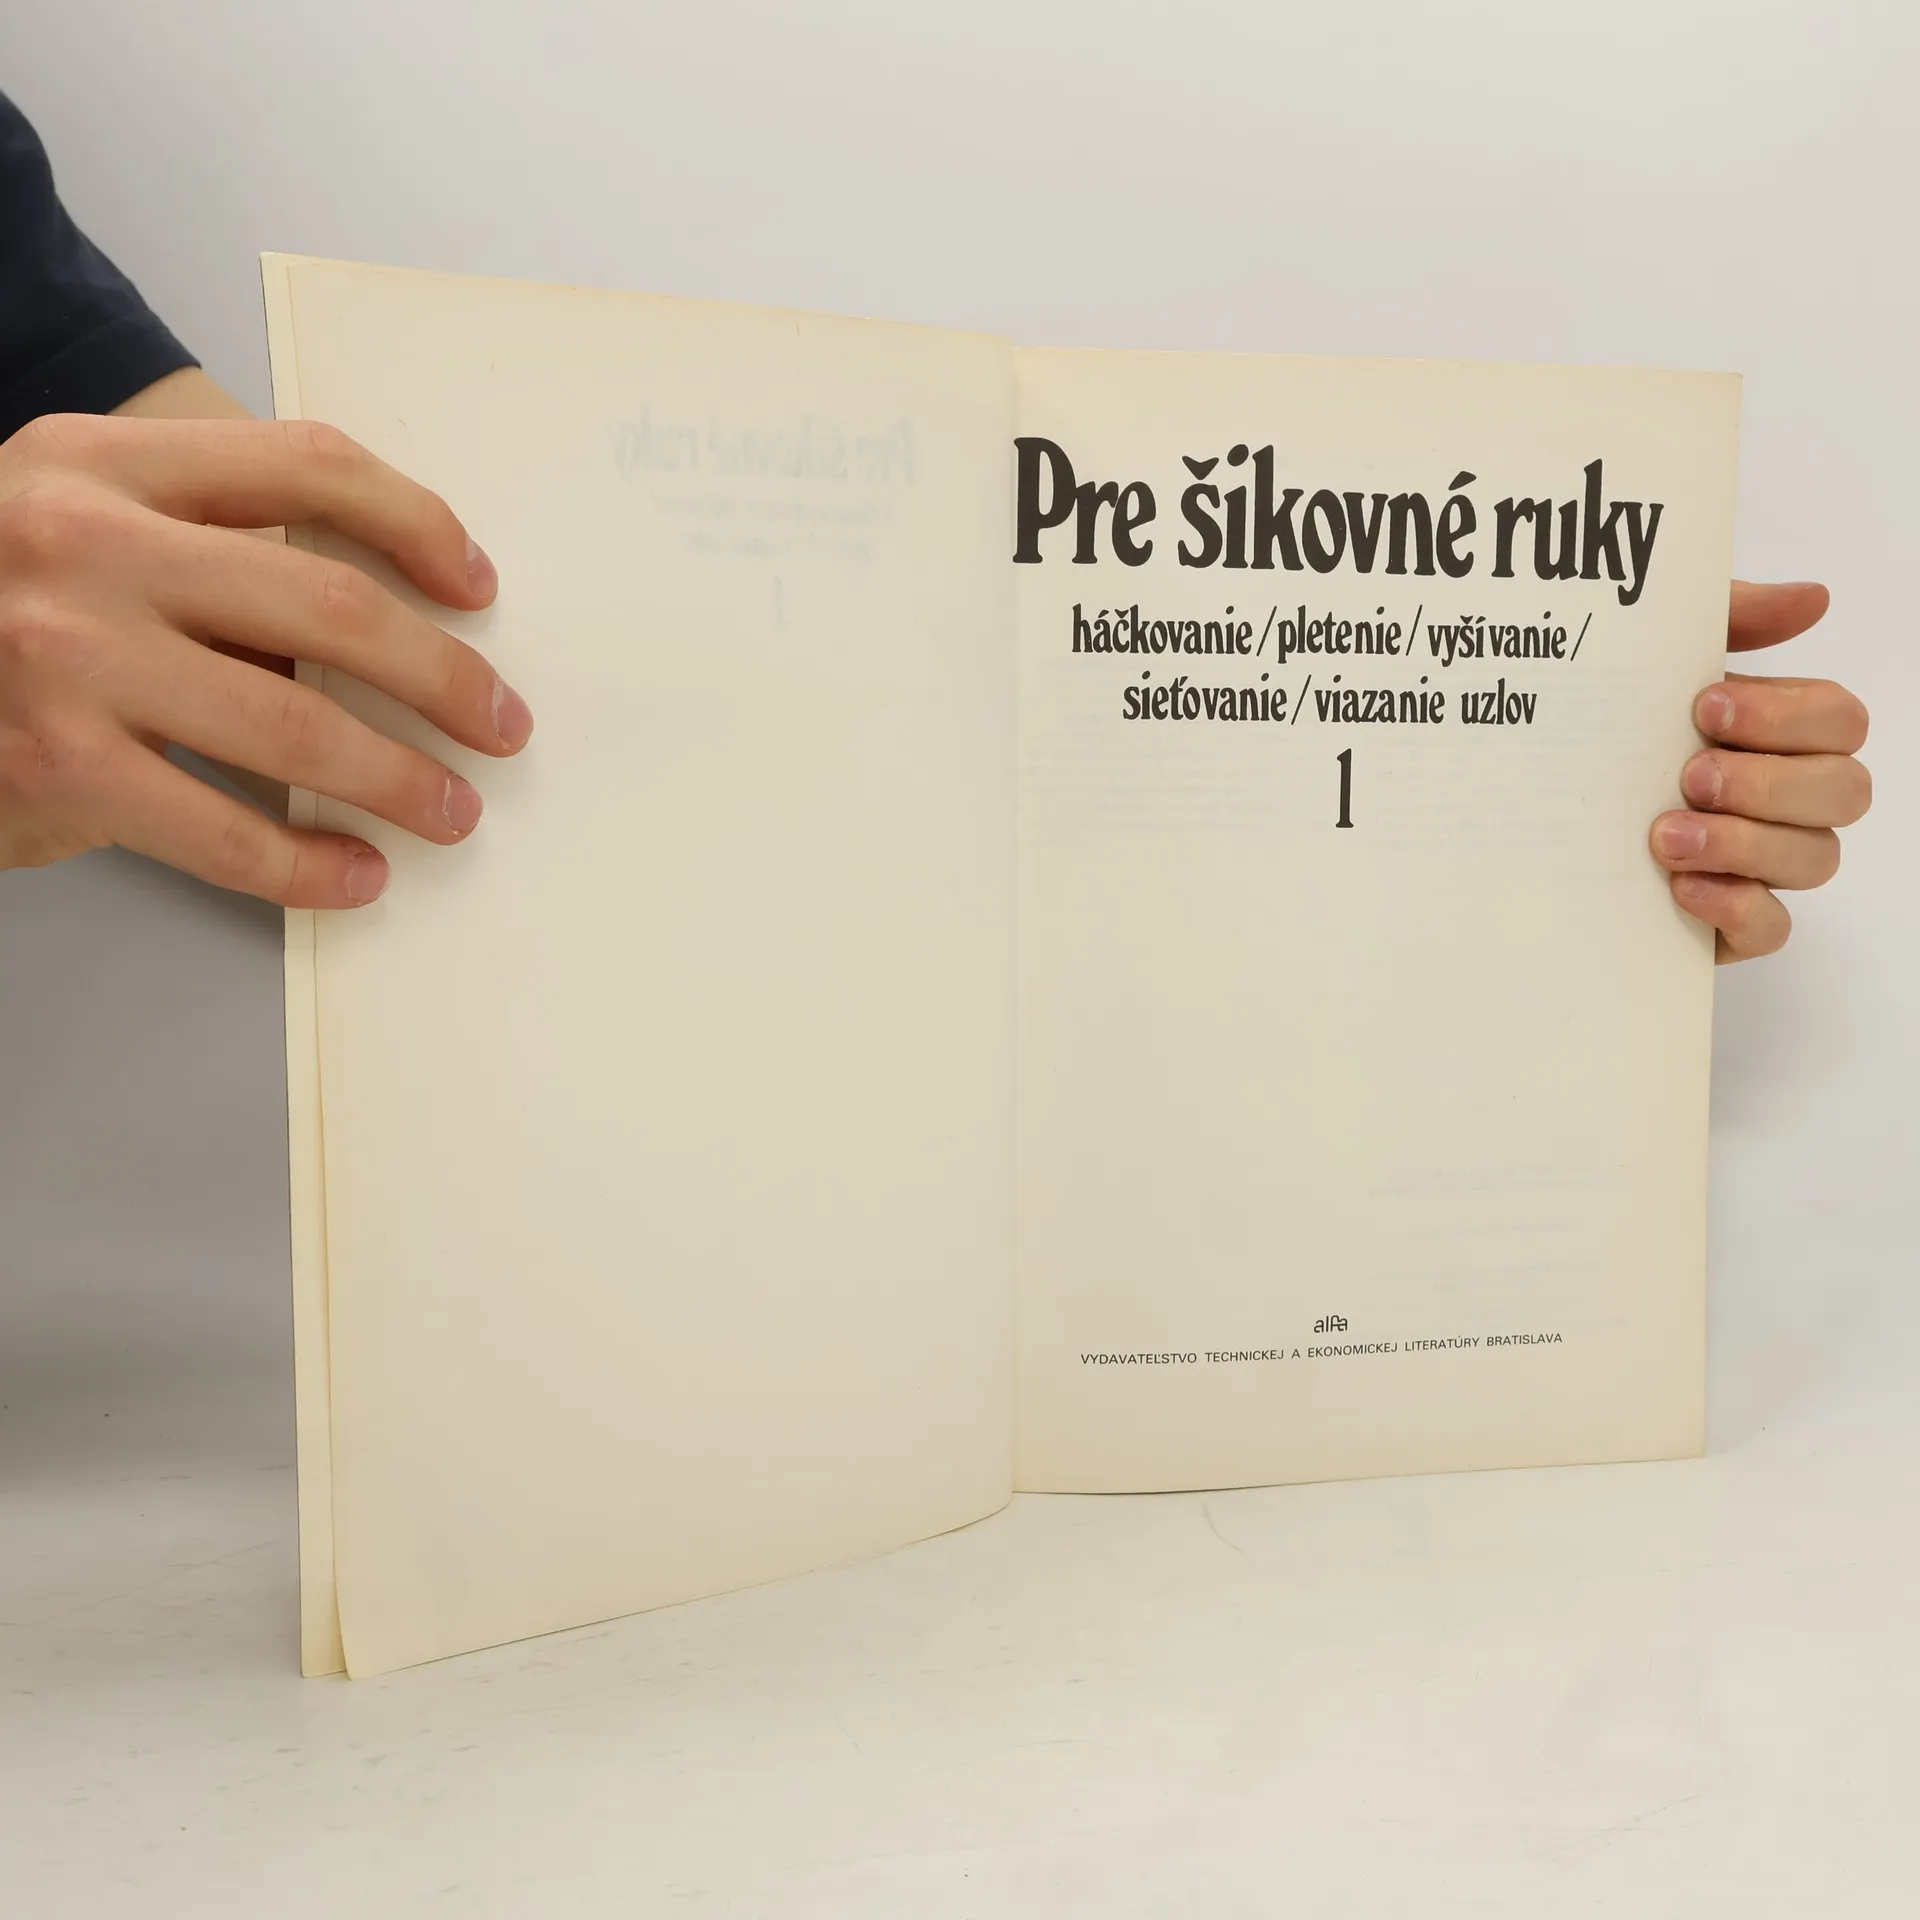 Pre šikovné ruky
háčkovanie/pletenie/vyšívanie/
sieťovanie/viazanie uzlov
1
alfa
VYDAVATEĽSTVO TECHNICKEJ A EKONOMICKEJ LITERATÚRY BRATISLAVA